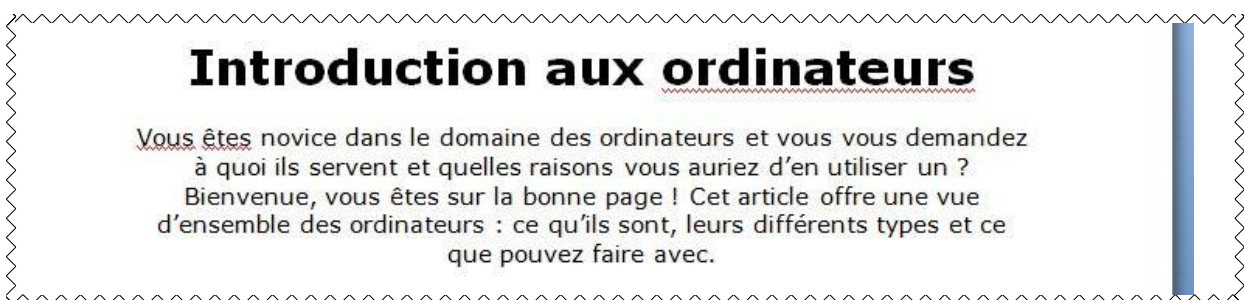 Introduction aux ordinateurs
Vous êtes novice dans le domaine des ordinateurs et vous vous demandez
à quoi ils servent et quelles raisons vous auriez d’en utiliser un ?
Bienvenue, vous êtes sur la bonne page ! Cet article offre une vue
d’ensemble des ordinateurs : ce qu’ils sont, leurs différents types et ce
que pouvez faire avec.